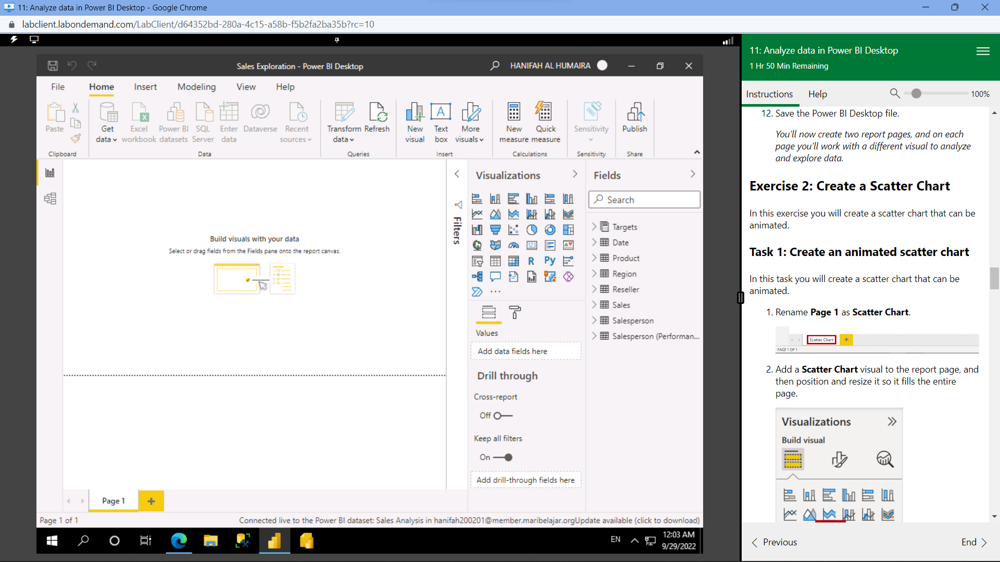 11: Analyze data in Power BI Desktop - Google Chrome
labclient.labondemand.com/LabClient/d64352bd-280a-4c15-a58b-f5b2fa2ba35b?rc=10
Sales Exploration - Power BI Desktop
HANIFAH AL HUMAIRA
File Home Insert Modeling View Help
Paste
Get data
Excel workbook
Power BI datasets
SQL Server
Enter data
Dataverse
Recent sources
Transform data
Refresh
New visual
Text box
More visuals
New measure
Quick measure
Sensitivity
Publish
Clipboard
Data
Queries
Insert
Calculations
Sensitivity
Share
Build visuals with your data
Select or drag fields from the Fields pane onto the report canvas.
Filters
Visualizations
123
R
Py
Values
Add data fields here
Drill through
Cross-report
Off
Keep all filters
On
Add drill-through fields here
Fields
Search
Targets
Date
Product
Region
Reseller
Sales
Salesperson
Salesperson (Performan...
Page 1
Page 1 of 1
Connected live to the Power BI dataset: Sales Analysis in hanifah200201@member.maribelajar.orgUpdate available (click to download)
EN
12:03 AM
9/29/2022
11: Analyze data in Power BI Desktop
1 Hr 50 Min Remaining
Instructions Help
100%
12. Save the Power BI Desktop file.
You'll now create two report pages, and on each
page you'll work with a different visual to analyze
and explore data.
Exercise 2: Create a Scatter Chart
In this exercise you will create a scatter chart that can be
animated.
Task 1: Create an animated scatter chart
In this task you will create a scatter chart that can be
animated.
1. Rename Page 1 as Scatter Chart.
Scatter Chart
PAGE 1 OF 1
2. Add a Scatter Chart visual to the report page, and
then position and resize it so it fills the entire
page.
Visualizations
Build visual
Previous
End